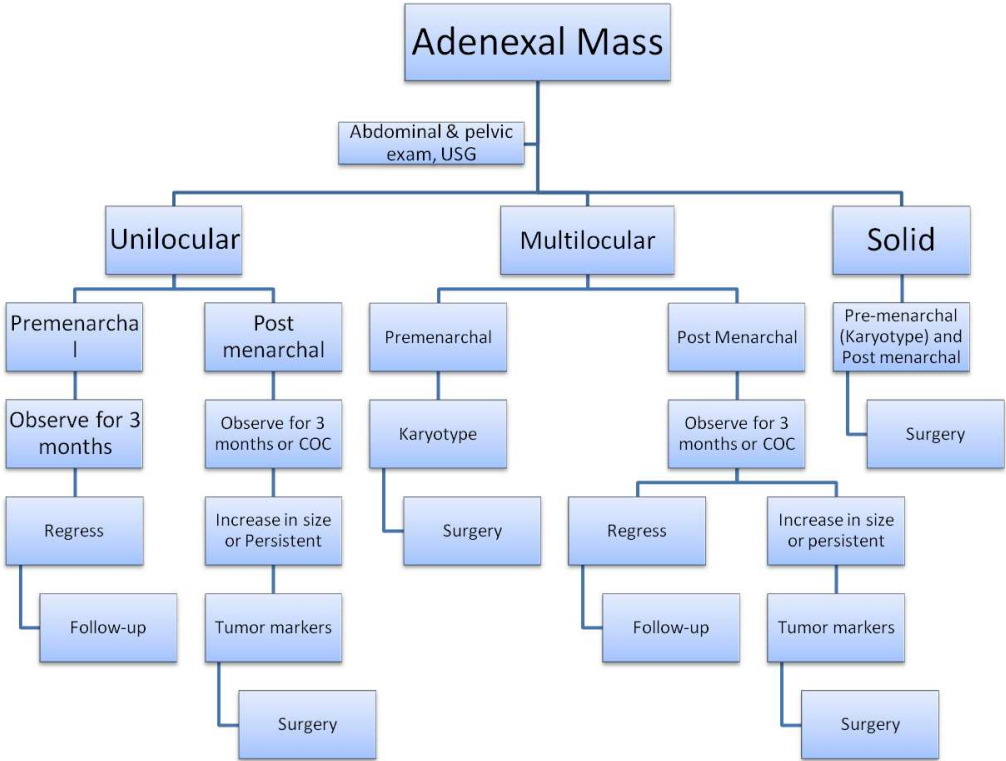 Adenexal Mass
Abdominal & pelvic
exam, USG
Unilocular
Multilocular
Solid
Premenarcha
l
Post
menarchal
Premenarchal
Post Menarchal
Pre-menarchal
(Karyotype) and
Post menarchal
Observe for 3
months
Observe for 3
months or COC
Karyotype
Observe for 3
months or COC
Surgery
Regress
Increase in size
or Persistent
Surgery
Regress
Increase in size
or persistent
Follow-up
Tumor markers
Follow-up
Tumor markers
Surgery
Surgery